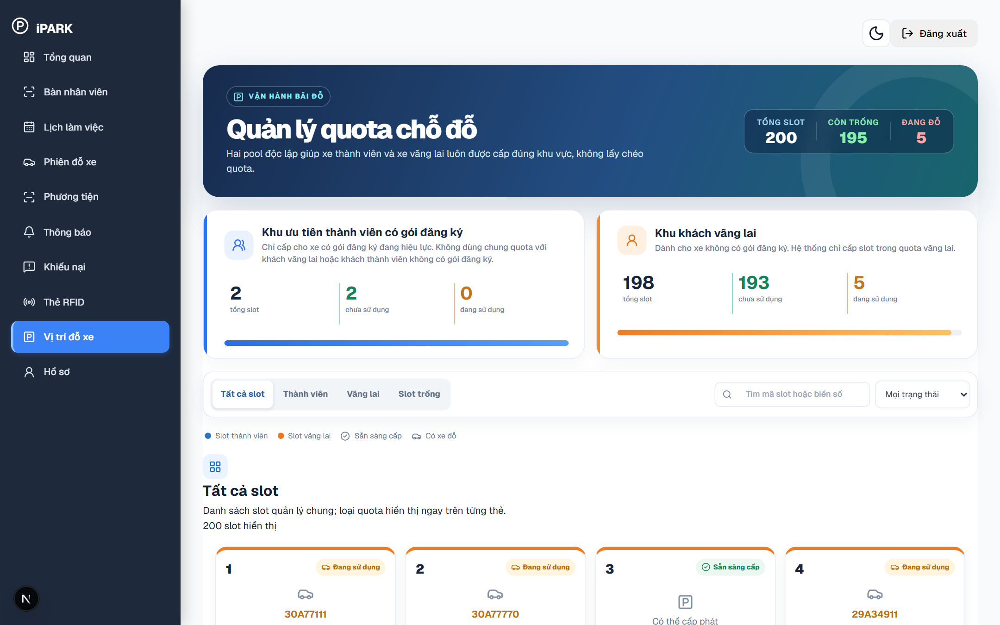 iPARK
Tổng quan
Bàn nhân viên
Lịch làm việc
Phiên đỗ xe
Phương tiện
Thông báo
Khiếu nại
Thẻ RFID
Vị trí đỗ xe
Hồ sơ
N
Đăng xuất
VẬN HÀNH BÃI ĐỖ
Quản lý quota chỗ đỗ
Hai pool độc lập giúp xe thành viên và xe vãng lai luôn được cấp đúng khu vực, không lấy chéo
quota.
TỔNG SLOT
200
CÒN TRỐNG
195
ĐANG ĐỖ
5
Khu ưu tiên thành viên có gói đăng ký
Chỉ cấp cho xe có gói đăng ký đang hiệu lực. Không dùng chung quota với
khách vãng lai hoặc khách thành viên không có gói đăng ký.
2
tổng slot
2
chưa sử dụng
0
đang sử dụng
Khu khách vãng lai
Dành cho xe không có gói đăng ký. Hệ thống chỉ cấp slot trong quota vãng lai.
198
tổng slot
193
chưa sử dụng
5
đang sử dụng
Tất cả slot
Thành viên
Vãng lai
Slot trống
Tìm mã slot hoặc biển số
Mọi trạng thái
Slot thành viên
Slot vãng lai
Sẵn sàng cấp
Có xe đỗ
Tất cả slot
Danh sách slot quản lý chung; loại quota hiển thị ngay trên từng thẻ.
200 slot hiển thị
1
Đang sử dụng
30A77111
2
Đang sử dụng
30A77770
3
Sẵn sàng cấp
Có thể cấp phát
4
Đang sử dụng
29A34911